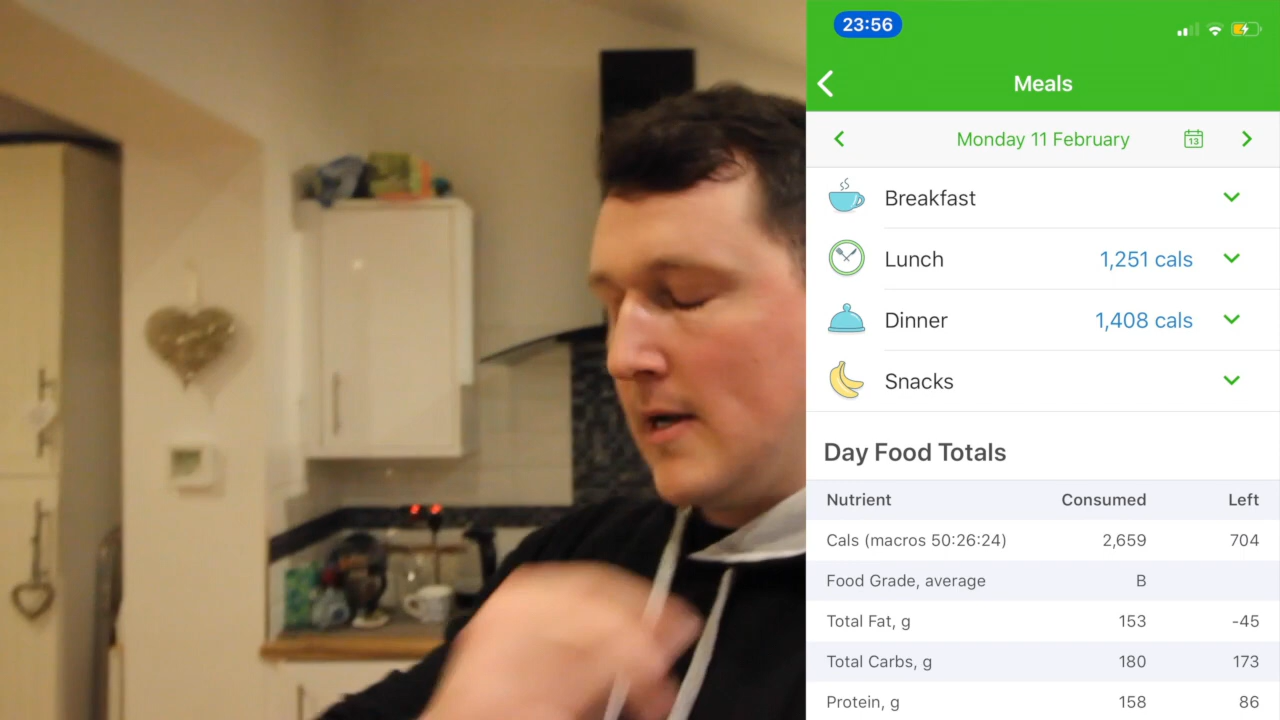 23:56
Meals
Monday 11 February
13
Breakfast
Lunch 1,251 cals
Dinner 1,408 cals
Snacks
Day Food Totals
Nutrient Consumed Left
Cals (macros 50:26:24) 2,659 704
Food Grade, average B
Total Fat, g 153 -45
Total Carbs, g 180 173
Protein, g 158 86